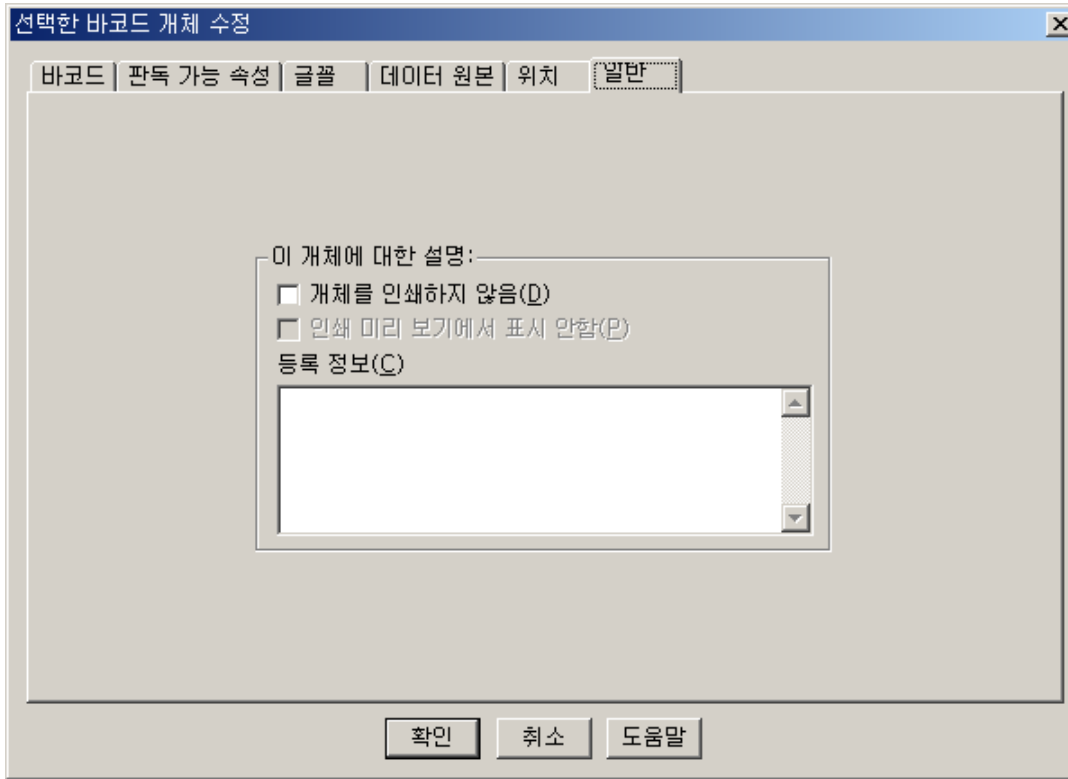 선택한 바코드 개체 수정
바코드 판독 가능 속성 글꼴 데이터 원본 위치 일반
이 개체에 대한 설명:
개체를 인쇄하지 않음(D)
인쇄 미리 보기에서 표시 안함(P)
등록 정보(C)
확인 취소 도움말